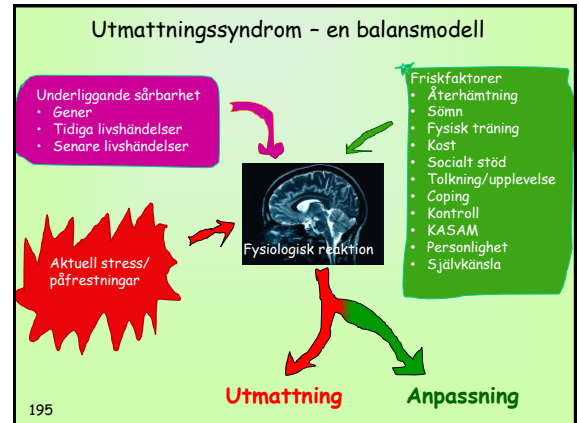 Utmattningssyndrom – en balansmodell
Underliggande sårbarhet
• Gener
• Tidiga livshändelser
• Senare livshändelser
Friskfaktorer
• Återhämtning
• Sömn
• Fysisk träning
• Kost
• Socialt stöd
• Tolkning/upplevelse
• Coping
• Kontroll
• KASAM
• Personlighet
• Självkänsla
Aktuell stress/
påfrestningar
Fysiologisk reaktion
Utmattning
Anpassning
195